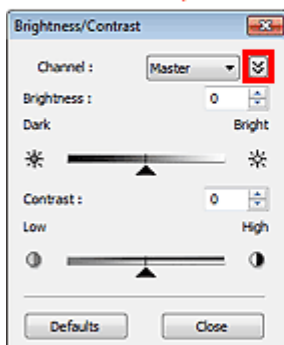 Brightness/Contrast
Channel : Master
Brightness : 0
Dark Bright
Contrast : 0
Low High
Defaults Close